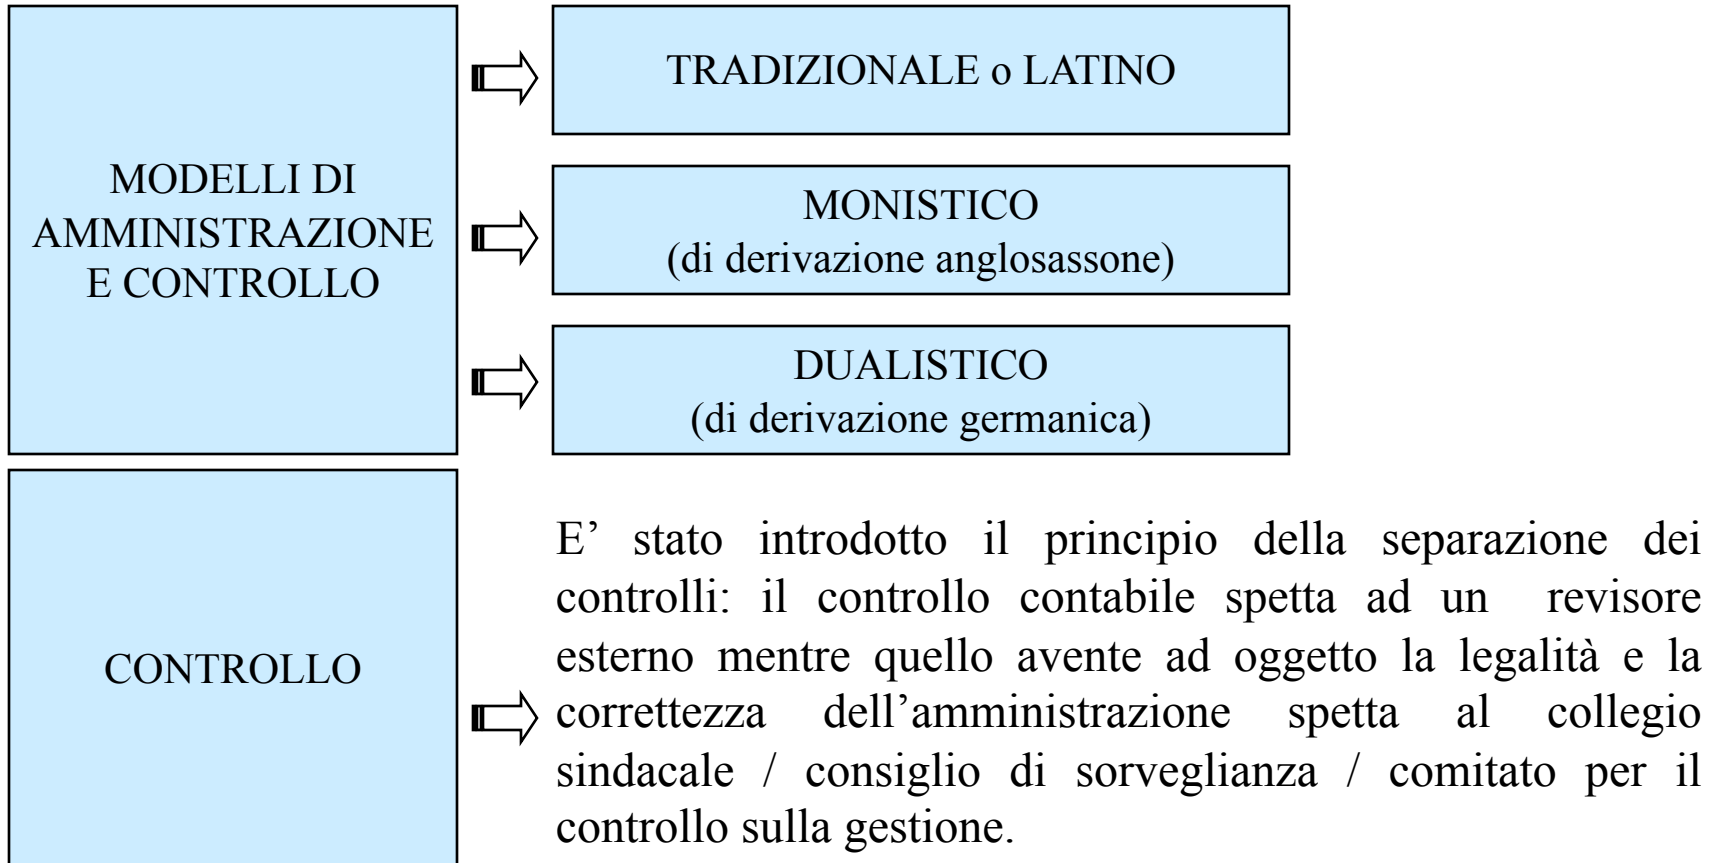 MODELLI DI
AMMINISTRAZIONE
E CONTROLLO
TRADIZIONALE o LATINO
MONISTICO
(di derivazione anglosassone)
DUALISTICO
(di derivazione germanica)
CONTROLLO
E’ stato introdotto il principio della separazione dei
controlli: il controllo contabile spetta ad un revisore
esterno mentre quello avente ad oggetto la legalità e la
correttezza dell’amministrazione spetta al collegio
sindacale / consiglio di sorveglianza / comitato per il
controllo sulla gestione.